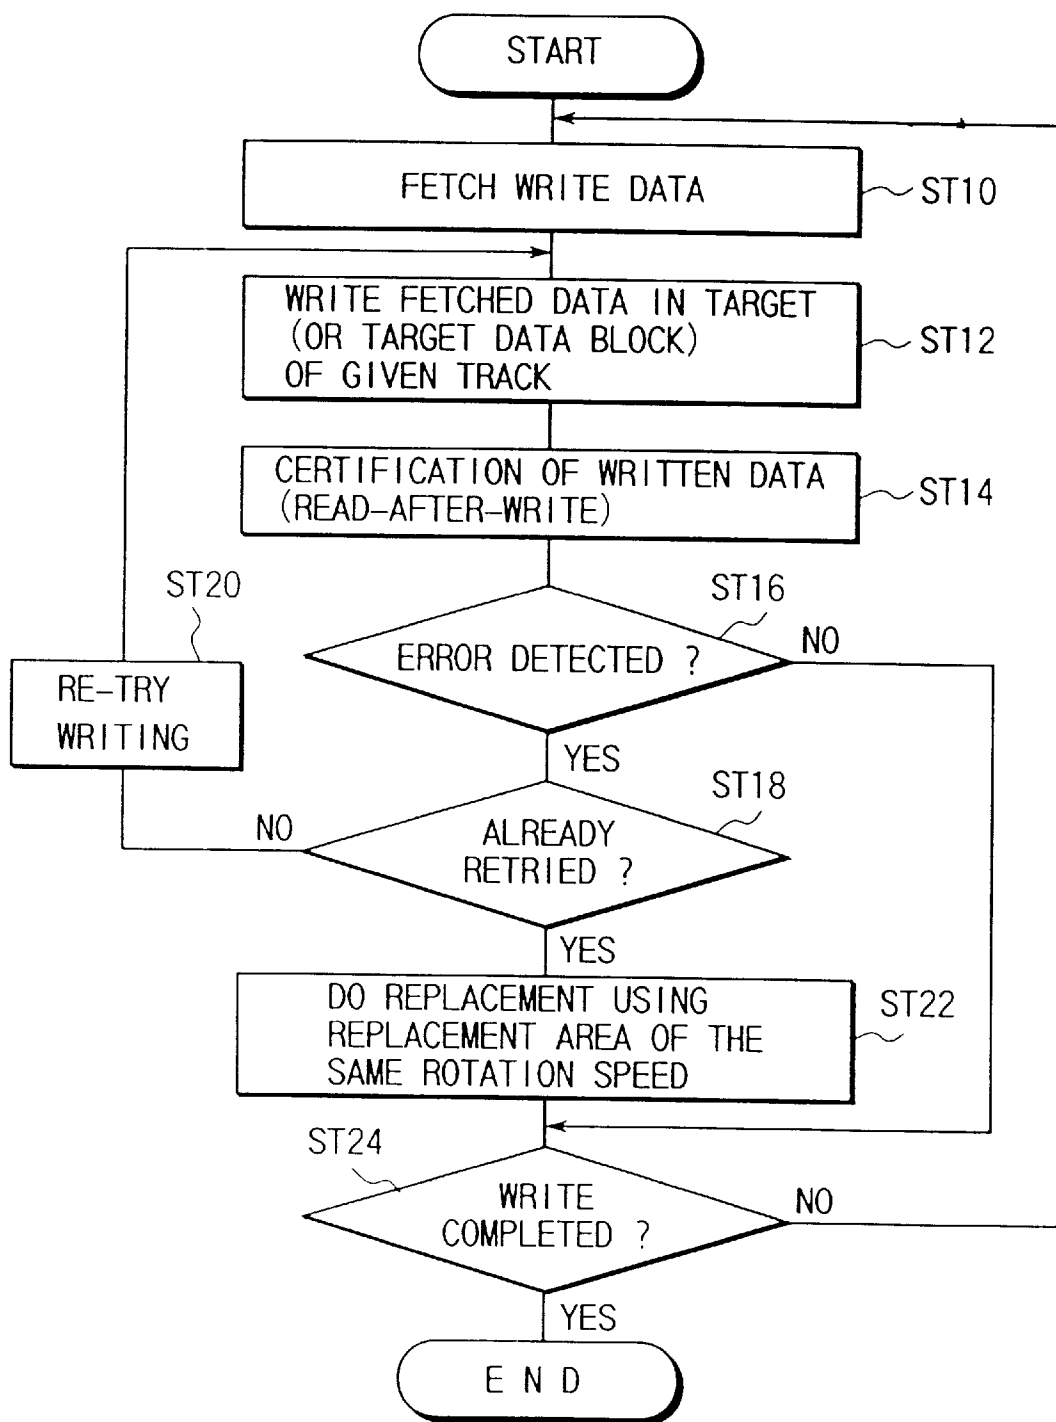 START
FETCH WRITE DATA
ST10
WRITE FETCHED DATA IN TARGET
(OR TARGET DATA BLOCK)
OF GIVEN TRACK
ST12
CERTIFICATION OF WRITTEN DATA
(READ-AFTER-WRITE)
ST14
ST20
ST16
ERROR DETECTED ?
NO
RE-TRY
WRITING
YES
ST18
NO
ALREADY
RETRIED ?
YES
DO REPLACEMENT USING
REPLACEMENT AREA OF THE
SAME ROTATION SPEED
ST22
ST24
WRITE
COMPLETED ?
NO
YES
END